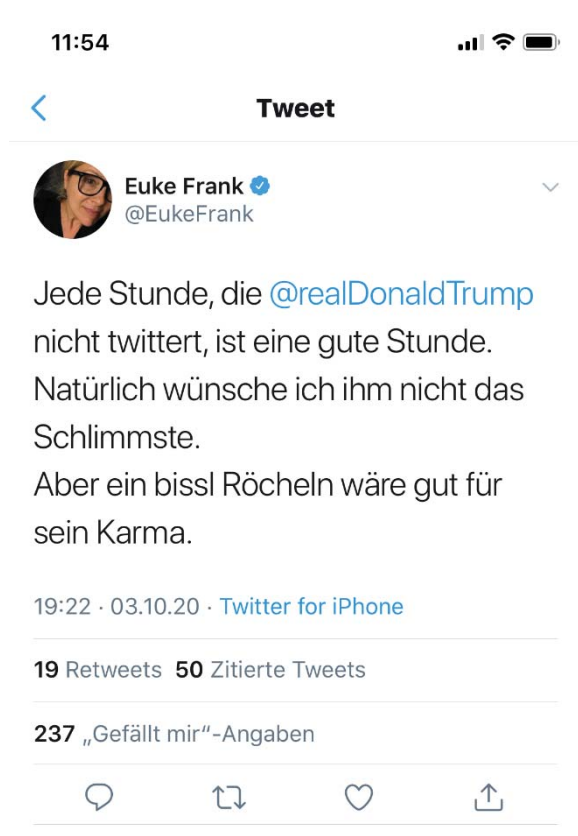 11:54
Tweet
Euke Frank
@EukeFrank
Jede Stunde, die @realDonaldTrump
nicht twittert, ist eine gute Stunde.
Natürlich wünsche ich ihm nicht das
Schlimmste.
Aber ein bissl Röcheln wäre gut für
sein Karma.
19:22 · 03.10.20 · Twitter for iPhone
19 Retweets 50 Zitierte Tweets
237 „Gefällt mir“-Angaben